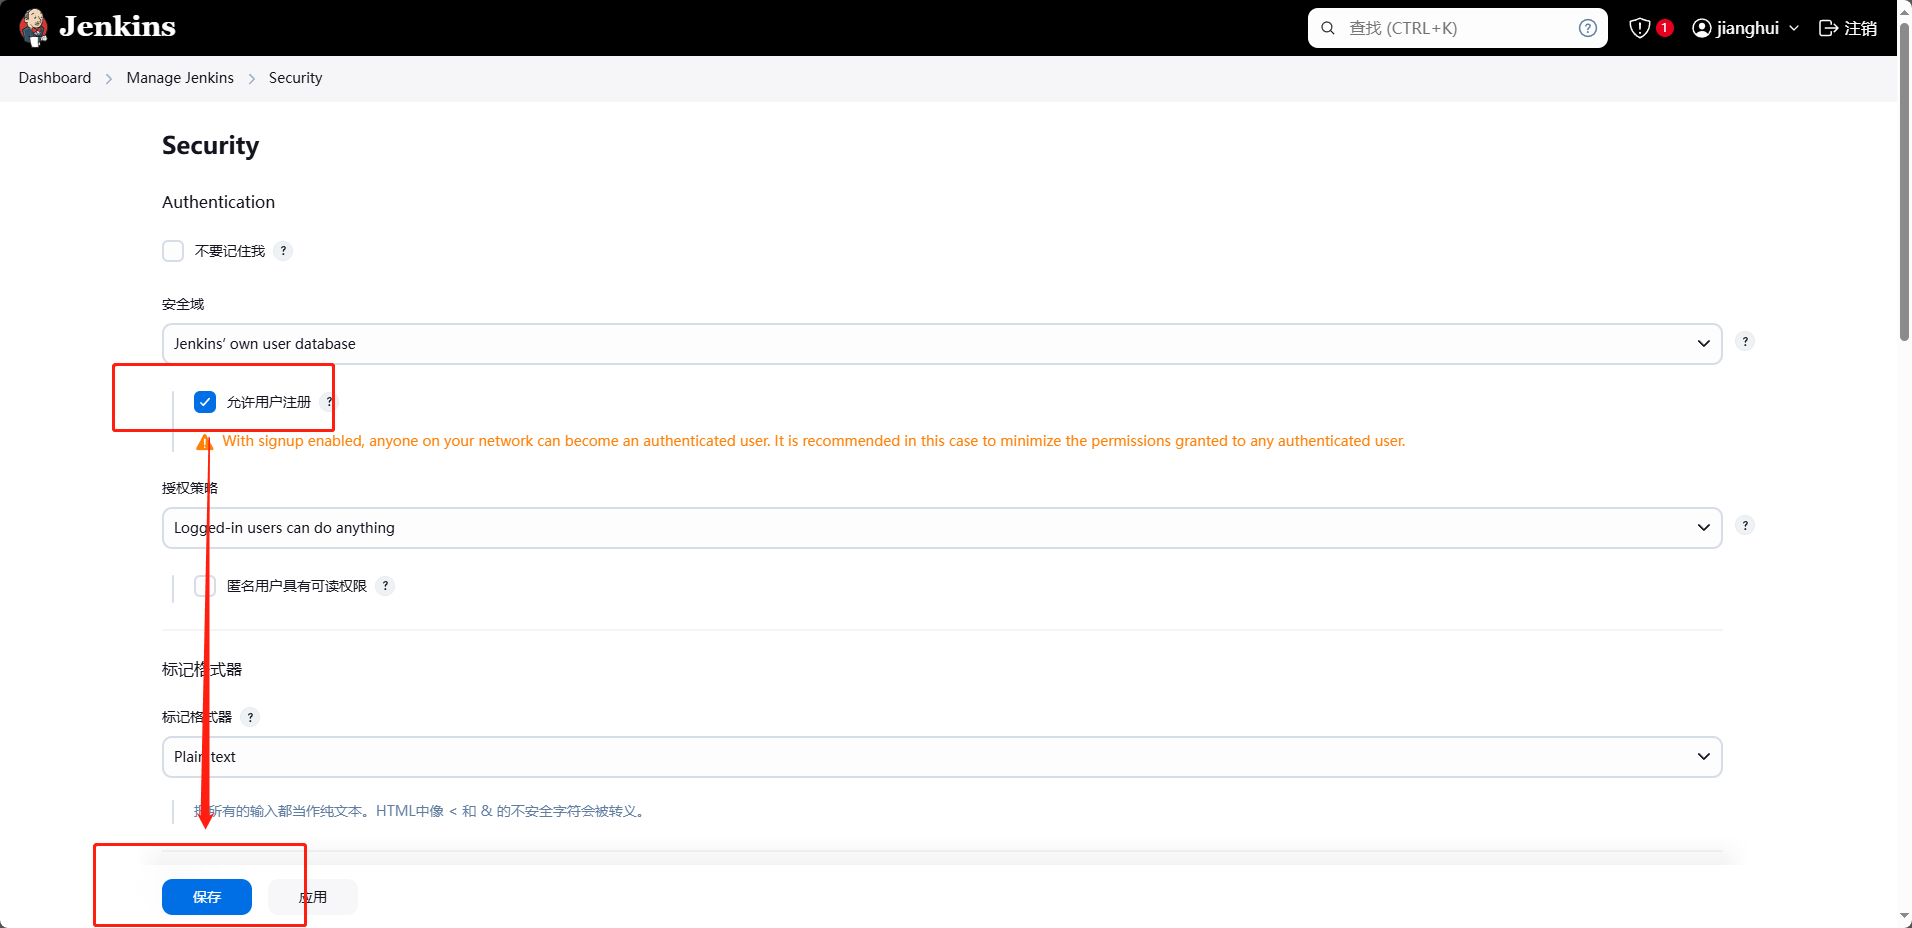 Jenkins
查找 (CTRL+K)
?
1
jianghui
注销
Dashboard > Manage Jenkins > Security
Security
Authentication
不要记住我 ?
安全域
Jenkins' own user database
?
允许用户注册 ?
With signup enabled, anyone on your network can become an authenticated user. It is recommended in this case to minimize the permissions granted to any authenticated user.
授权策略
Logged-in users can do anything
?
匿名用户具有可读权限 ?
标记格式器
标记格式器 ?
Plain text
把所有的输入都当作纯文本。HTML中像 < 和 & 的不安全字符会被转义。
保存
应用